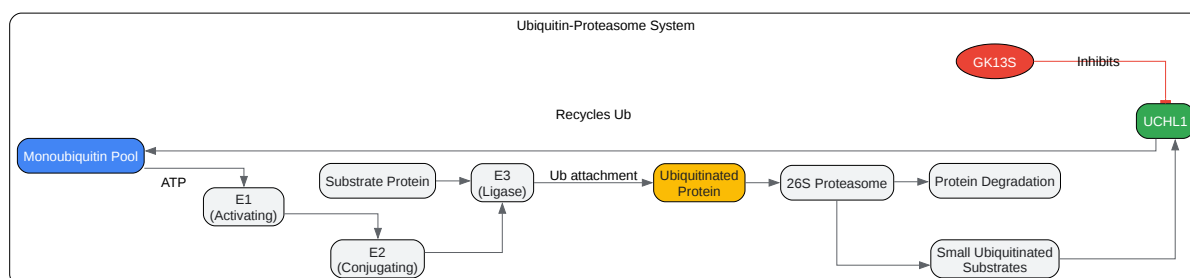 Ubiquitin-Proteasome System
GK13S
Inhibits
Recycles Ub
UCHL1
Monoubiquitin Pool
ATP
E1
(Activating)
E2
(Conjugating)
Substrate Protein
E3
(Ligase)
Ub attachment
Ubiquitinated
Protein
26S Proteasome
Protein Degradation
Small Ubiquitinated
Substrates